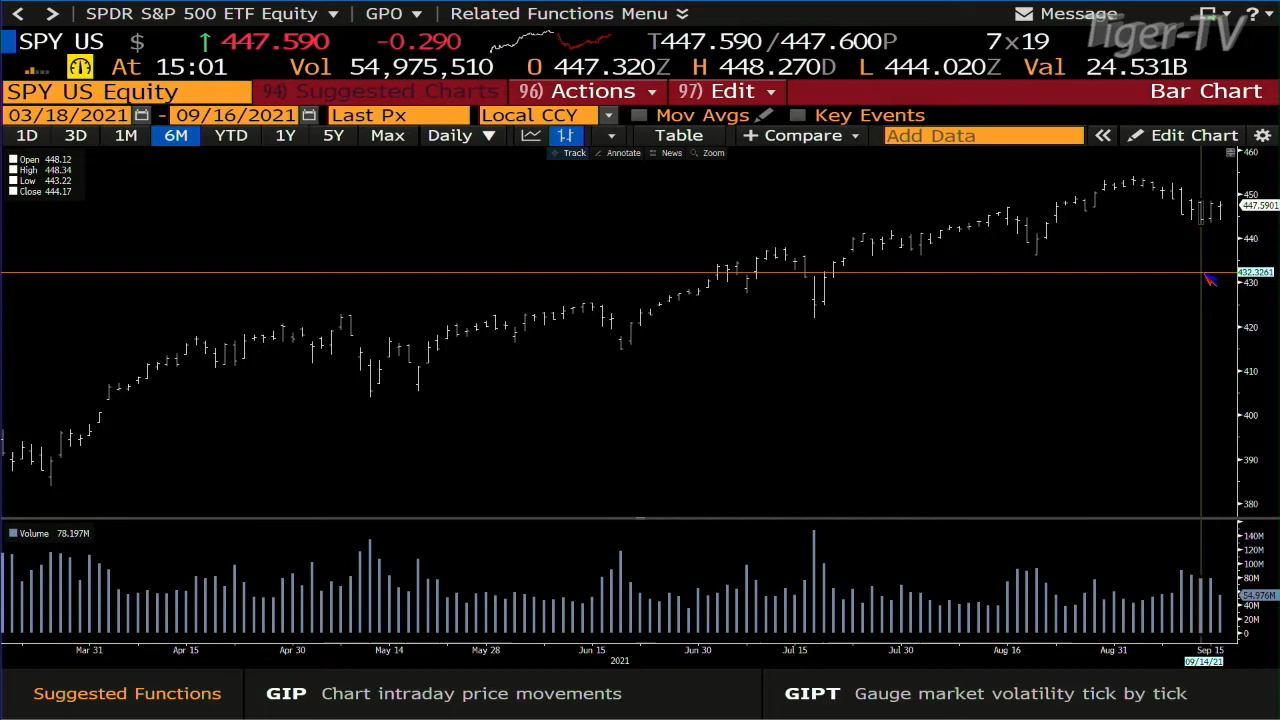 SPDR S&P 500 ETF Equity GPO Related Functions Menu Message ?
Tiger-TV
SPY US $ ↑ 447.590 -0.290 T447.590/447.600P 7×19
At 15:01 Vol 54,975,510 O 447.320Z H 448.270D L 444.020Z Val 24.531B
SPY US Equity 94) Suggested Charts 96) Actions 97) Edit Bar Chart
03/18/2021 - 09/16/2021 Last Px Local CCY Mov Avgs Key Events
1D 3D 1M 6M YTD 1Y 5Y Max Daily ▼ Table + Compare Add Data « Edit Chart
Track Annotate News Zoom
Open 448.12
High 448.34
Low 443.22
Close 444.17
460
450
447.5901
440
432.3261
430
420
410
400
390
380
Volume 78.197M
140M
120M
100M
80M
54.976M
40M
20M
0
Mar 31 Apr 15 Apr 30 May 14 May 28 Jun 15 Jun 30 Jul 15 Jul 30 Aug 16 Aug 31 Sep 15
2021 09/14/21
Suggested Functions GIP Chart intraday price movements GIPT Gauge market volatility tick by tick